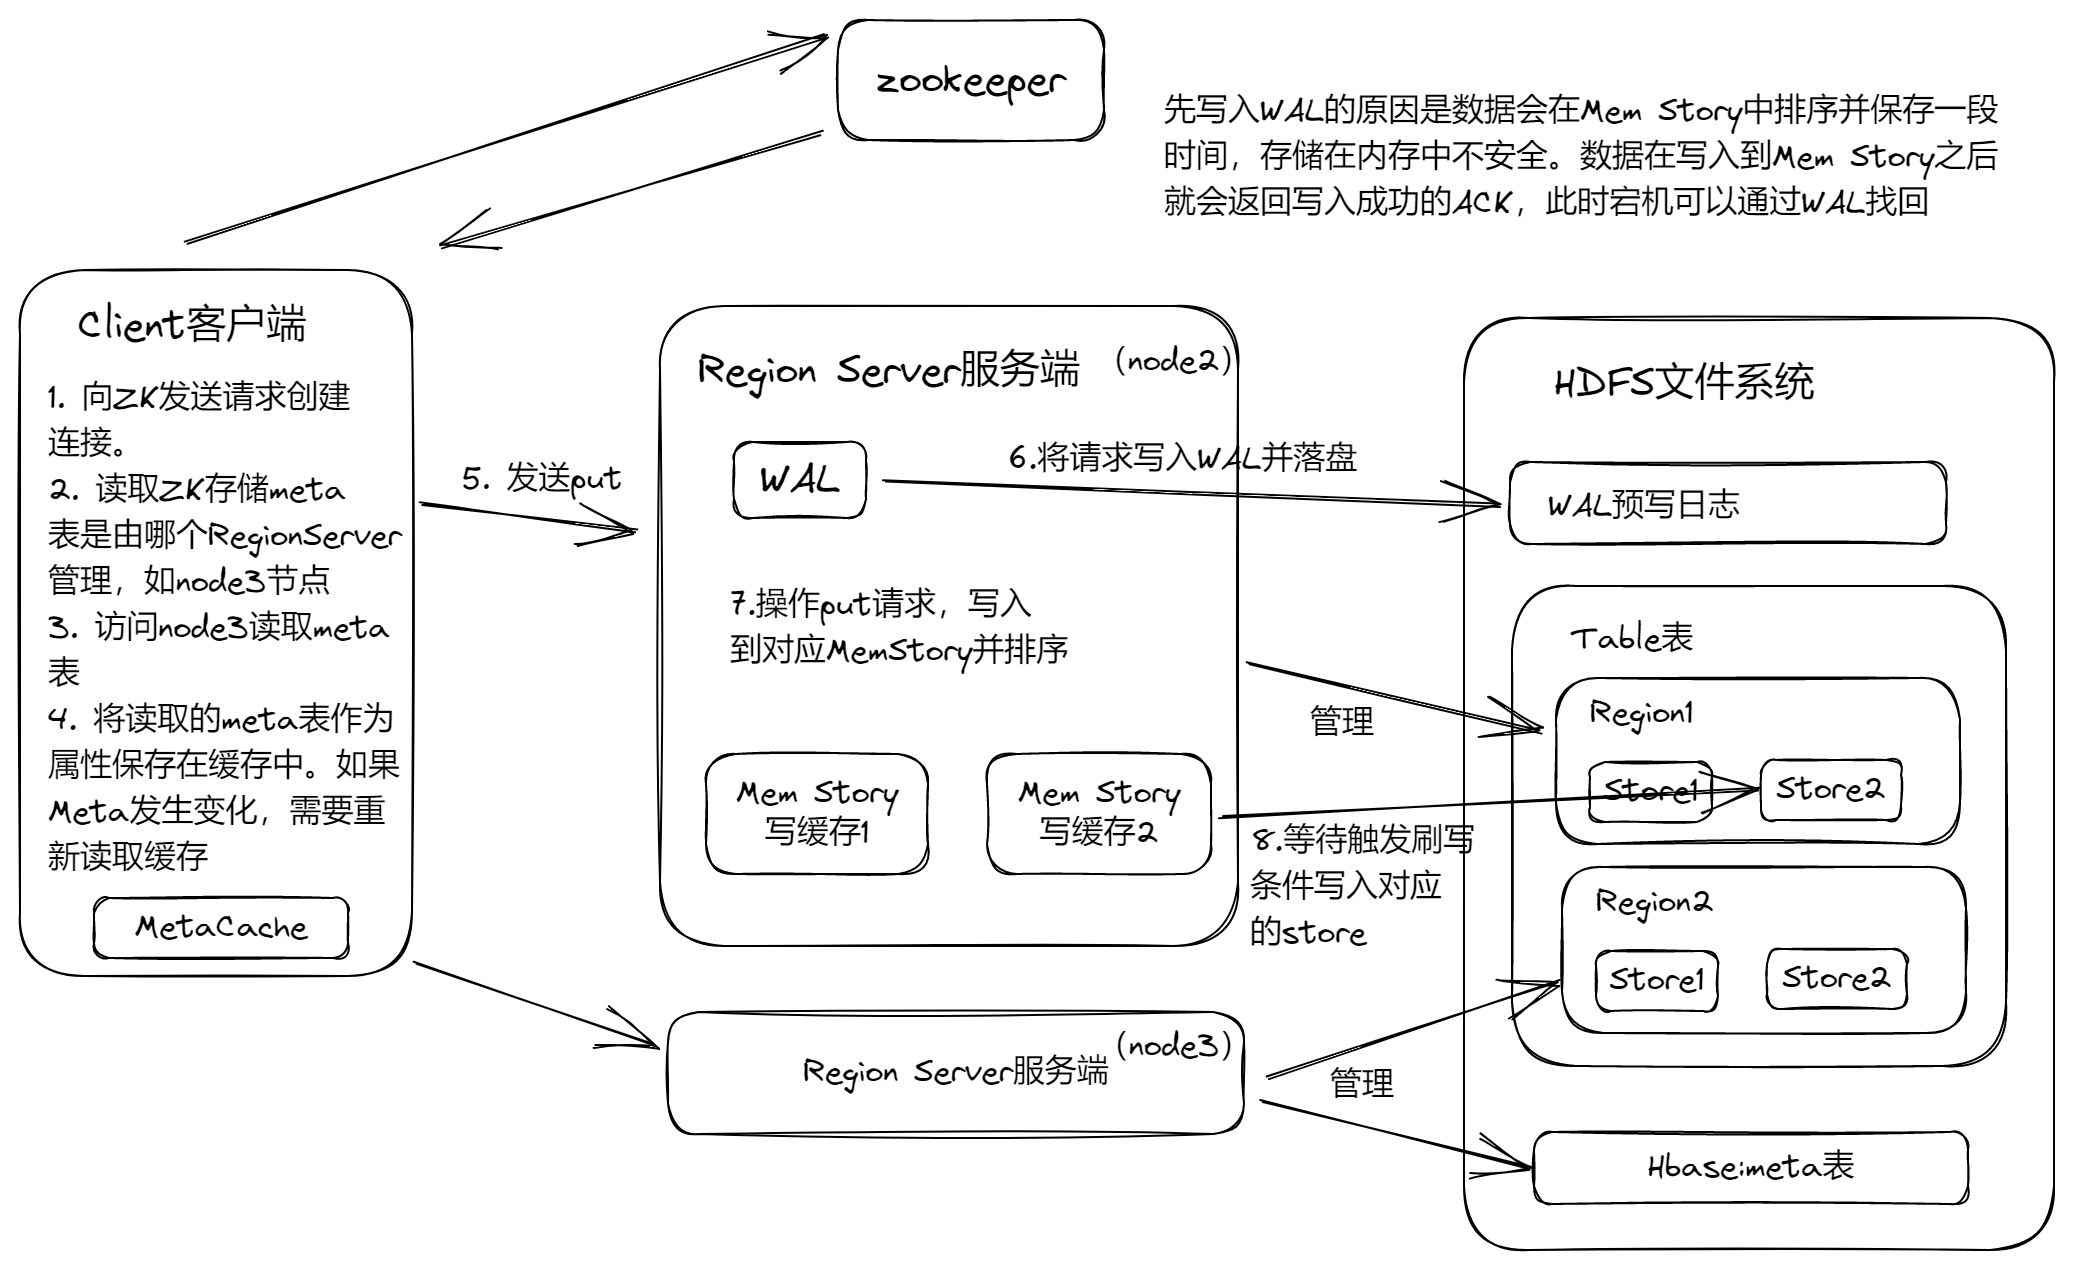 zookeeper
先写入WAL的原因是数据会在Mem Story中排序并保存一段
时间，存储在内存中不安全。数据在写入到Mem Story之后
就会返回写入成功的ACK，此时宕机可以通过WAL找回
Client客户端
1. 向ZK发送请求创建
连接。
2. 读取ZK存储meta
表是由哪个RegionServer
管理，如node3节点
3. 访问node3读取meta
表
4. 将读取的meta表作为
属性保存在缓存中。如果
Meta发生变化，需要重
新读取缓存
MetaCache
5. 发送put
Region Server服务端
（node2）
WAL
6.将请求写入WAL并落盘
7.操作put请求，写入
到对应MemStory并排序
Mem Story
写缓存1
Mem Story
写缓存2
8.等待触发刷写
条件写入对应
的store
管理
Region Server服务端
（node3）
管理
HDFS文件系统
WAL预写日志
Table表
Region1
Store1
Store2
Region2
Store1
Store2
Hbase:meta表